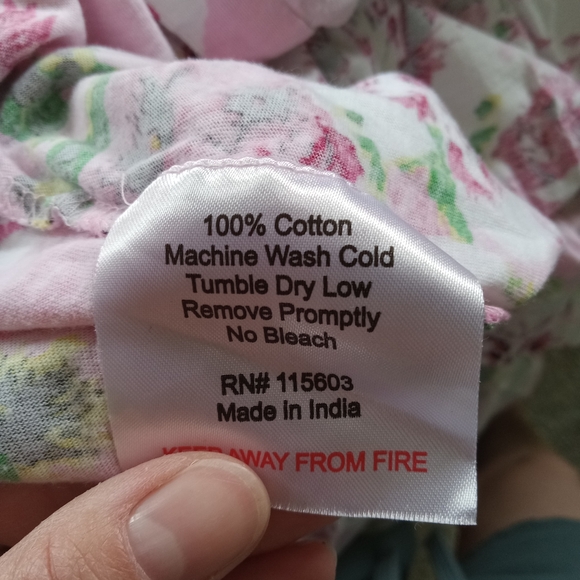 100% Cotton
Machine Wash Cold
Tumble Dry Low
Remove Promptly
No Bleach
RN# 115603
Made in India
KEEP AWAY FROM FIRE